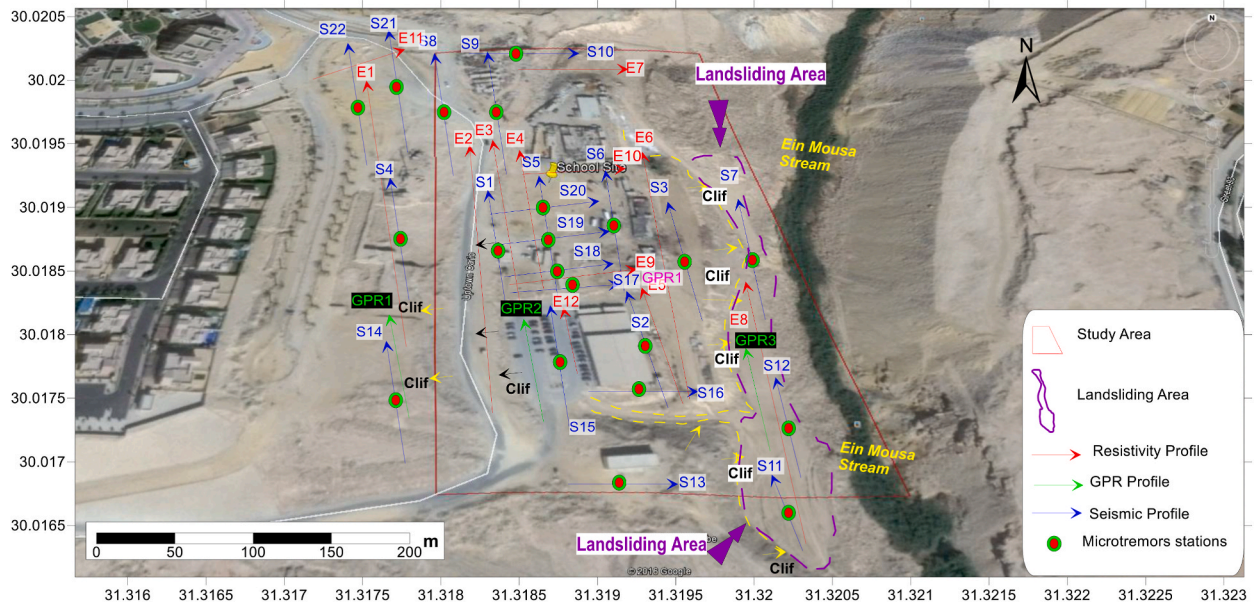 30.0205
30.02
30.0195
30.019
30.0185
30.018
30.0175
30.017
30.0165
S22
S21
E11
S8
S9
S10
E7
E1
N
N
Landsliding Area
Ein Mousa
Stream
E2
E3
E4
E6
E10
S6
S5
School Site
S4
S1
S20
S3
S7
Clif
S19
S18
E9
GPR1
Clif
S17
E5
GPR1
Clif
GPR2
E12
S14
S2
E8
GPR3
Clif
S12
Clif
Clif
S16
S15
Ein Mousa
Stream
Clif
S11
S13
Landsliding Area
Clif
© 2016 Google
0 50 100 150 200 m
Study Area
Landsliding Area
Resistivity Profile
GPR Profile
Seismic Profile
Microtremors stations
31.316 31.3165 31.317 31.3175 31.318 31.3185 31.319 31.3195 31.32 31.3205 31.321 31.3215 31.322 31.3225 31.323